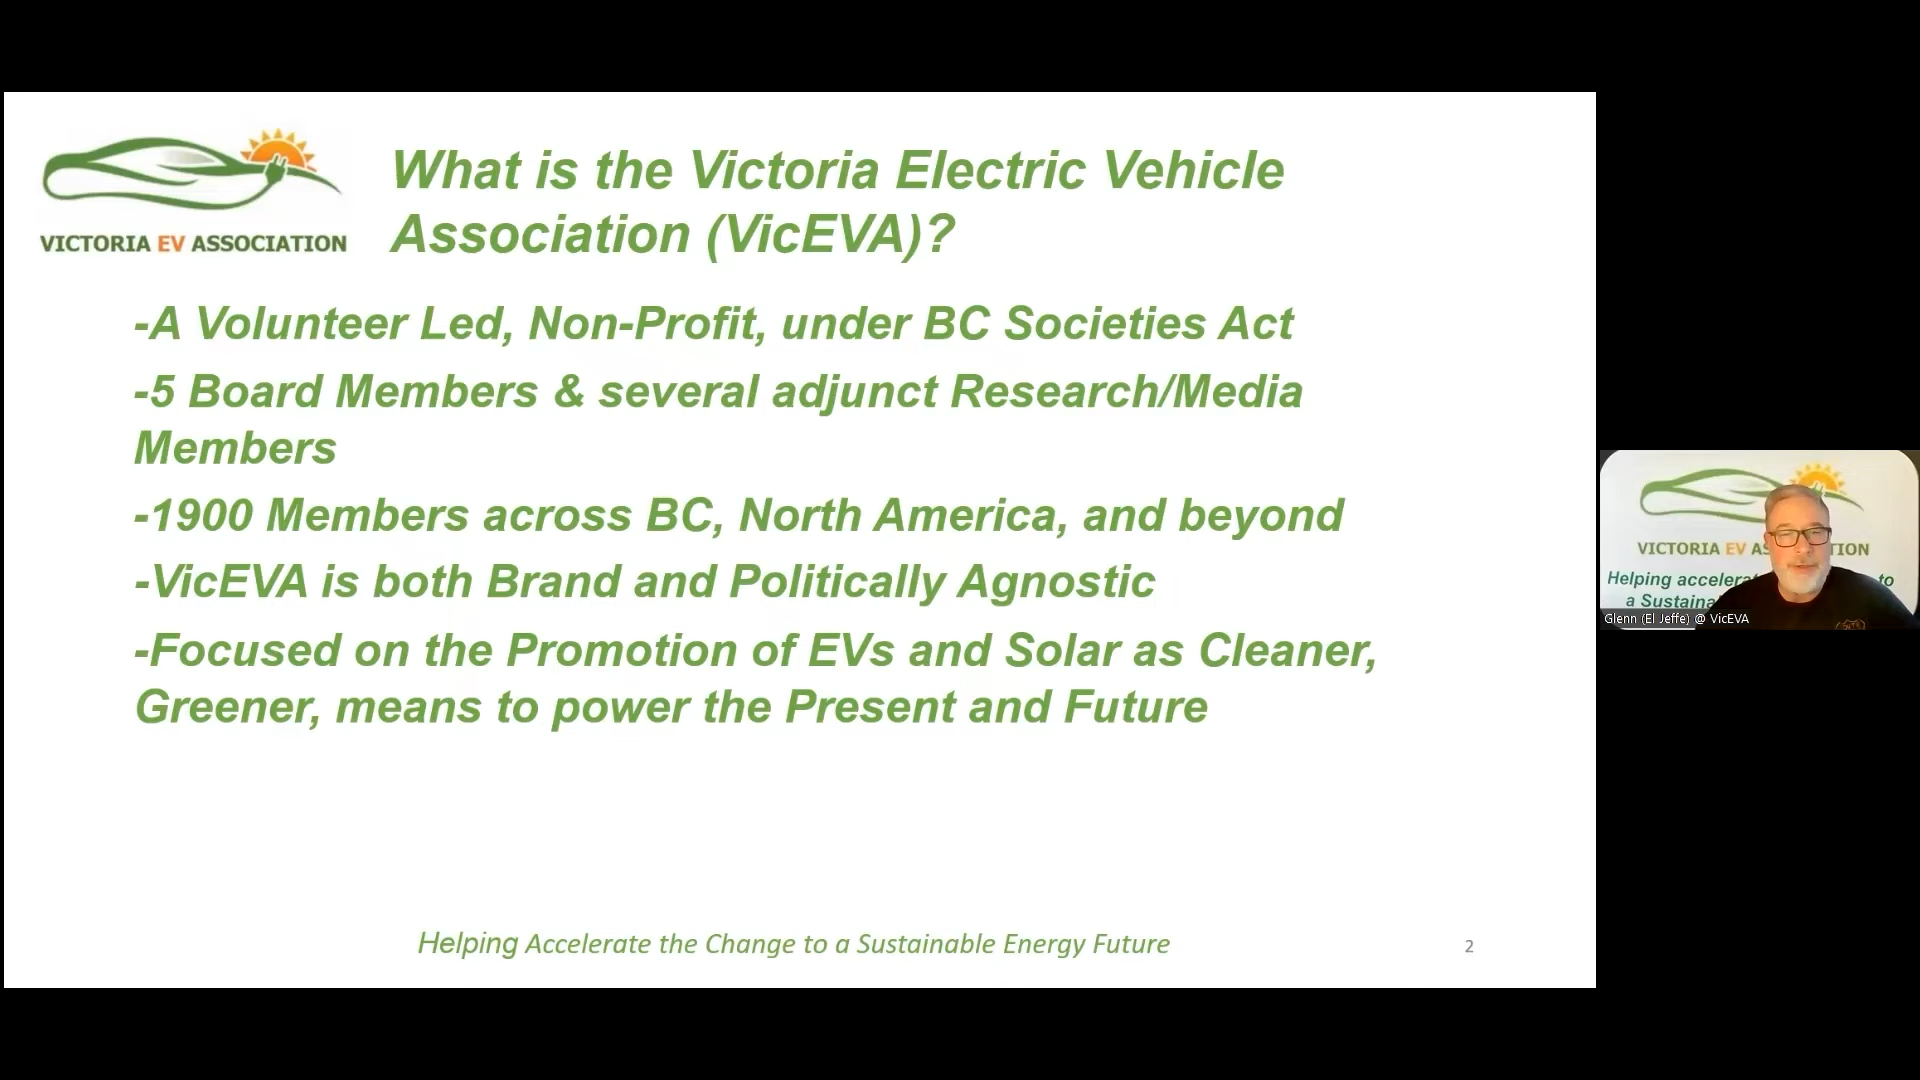 VICTORIA EV ASSOCIATION
What is the Victoria Electric Vehicle
Association (VicEVA)?
-A Volunteer Led, Non-Profit, under BC Societies Act
-5 Board Members & several adjunct Research/Media
Members
-1900 Members across BC, North America, and beyond
-VicEVA is both Brand and Politically Agnostic
-Focused on the Promotion of EVs and Solar as Cleaner,
Greener, means to power the Present and Future
Helping Accelerate the Change to a Sustainable Energy Future
2
VICTORIA EV AS TION
Helping accelerat to
a Sustaina
Glenn (El Jeffe) @ VicEVA